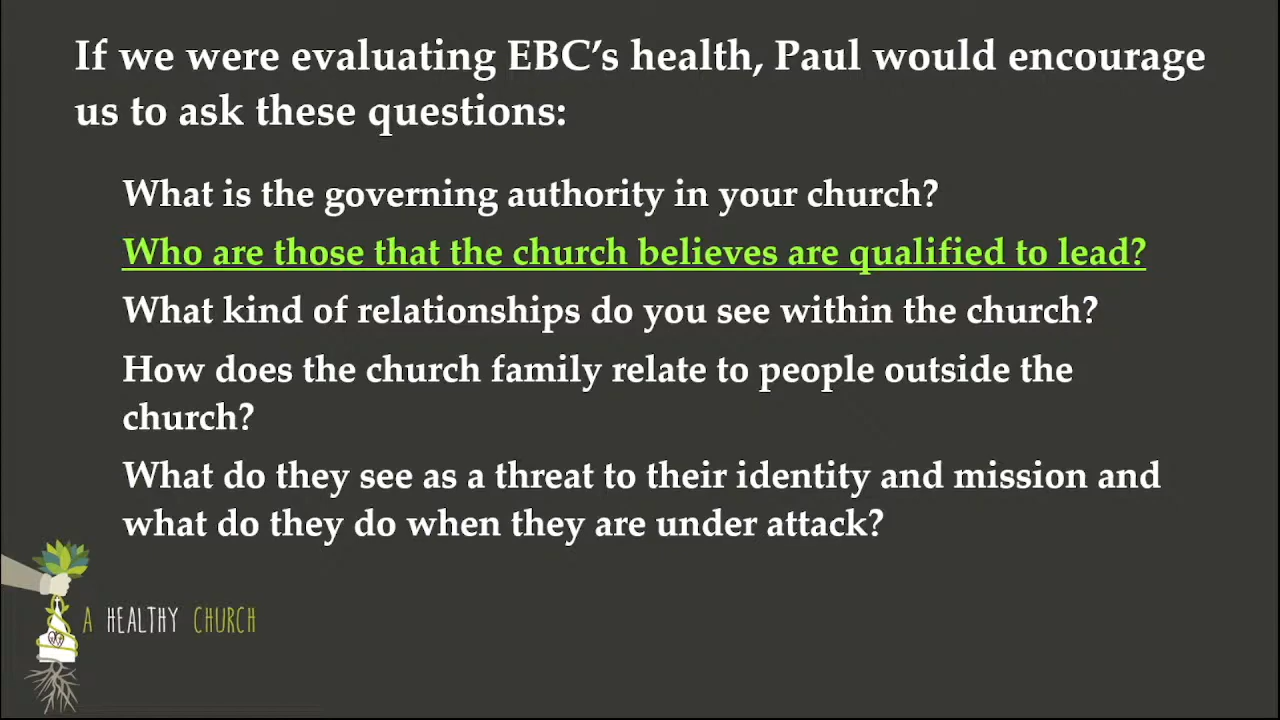 If we were evaluating EBC’s health, Paul would encourage
us to ask these questions:
What is the governing authority in your church?
Who are those that the church believes are qualified to lead?
What kind of relationships do you see within the church?
How does the church family relate to people outside the
church?
What do they see as a threat to their identity and mission and
what do they do when they are under attack?
A HEALTHY CHURCH